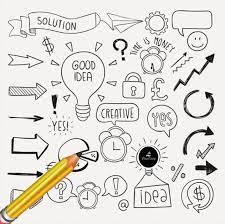 SOLUTION
TIME IS MONEY
GOOD
IDEA
$
?
!
CREATIVE
YES
YES!
?
!
IDEA
$